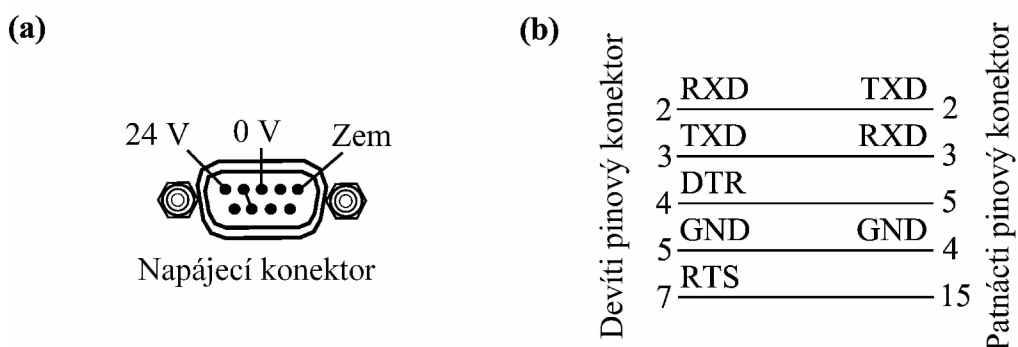 (a)
24 V 0 V Zem
Napájecí konektor
(b)
Devíti pinový konektor
RXD TXD
2 2
TXD RXD
3 3
DTR
4 5
GND GND
5 4
RTS
7 15
Patnácti pinový konektor